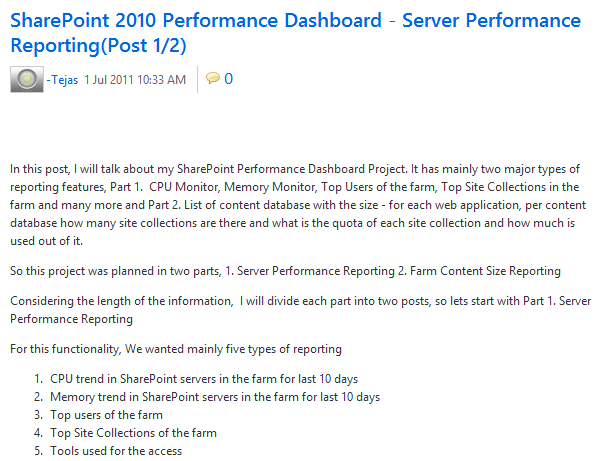 SharePoint 2010 Performance Dashboard - Server Performance
Reporting(Post 1/2)
-Tejas 1 Jul 2011 10:33 AM 0
In this post, I will talk about my SharePoint Performance Dashboard Project. It has mainly two major types of
reporting features, Part 1.  CPU Monitor, Memory Monitor, Top Users of the farm, Top Site Collections in the
farm and many more and Part 2. List of content database with the size - for each web application, per content
database how many site collections are there and what is the quota of each site collection and how much is
used out of it.
So this project was planned in two parts, 1. Server Performance Reporting 2. Farm Content Size Reporting
Considering the length of the information,  I will divide each part into two posts, so lets start with Part 1. Server
Performance Reporting
For this functionality, We wanted mainly five types of reporting
1. CPU trend in SharePoint servers in the farm for last 10 days
2. Memory trend in SharePoint servers in the farm for last 10 days
3. Top users of the farm
4. Top Site Collections of the farm
5. Tools used for the access